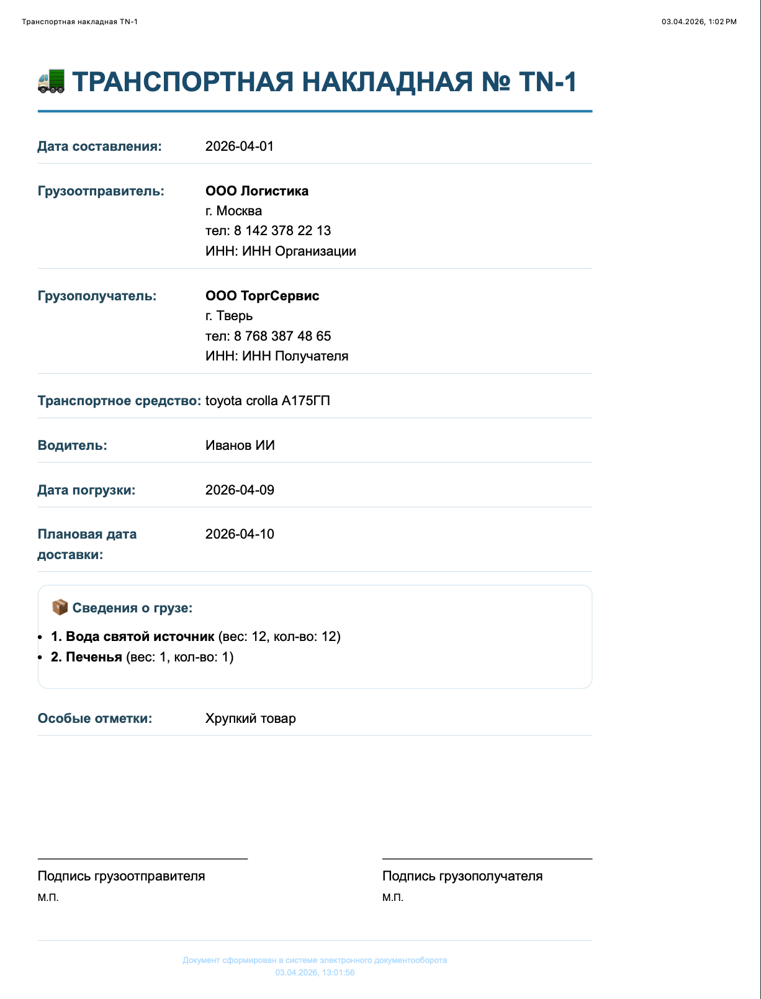 Транспортная накладная TN-1
03.04.2026, 1:02 PM
ТРАНСПОРТНАЯ НАКЛАДНАЯ № TN-1
Дата составления: 2026-04-01
Грузоотправитель: ООО Логистика
г. Москва
тел: 8 142 378 22 13
ИНН: ИНН Организации
Грузополучатель: ООО ТоргСервис
г. Тверь
тел: 8 768 387 48 65
ИНН: ИНН Получателя
Транспортное средство: toyota crolla А175ГП
Водитель: Иванов ИИ
Дата погрузки: 2026-04-09
Плановая дата 2026-04-10
доставки:
Сведения о грузе:
• 1. Вода святой источник (вес: 12, кол-во: 12)
• 2. Печенья (вес: 1, кол-во: 1)
Особые отметки: Хрупкий товар
Подпись грузоотправителя
М.П.
Подпись грузополучателя
М.П.
Документ сформирован в системе электронного документооборота
03.04.2026, 13:01:56